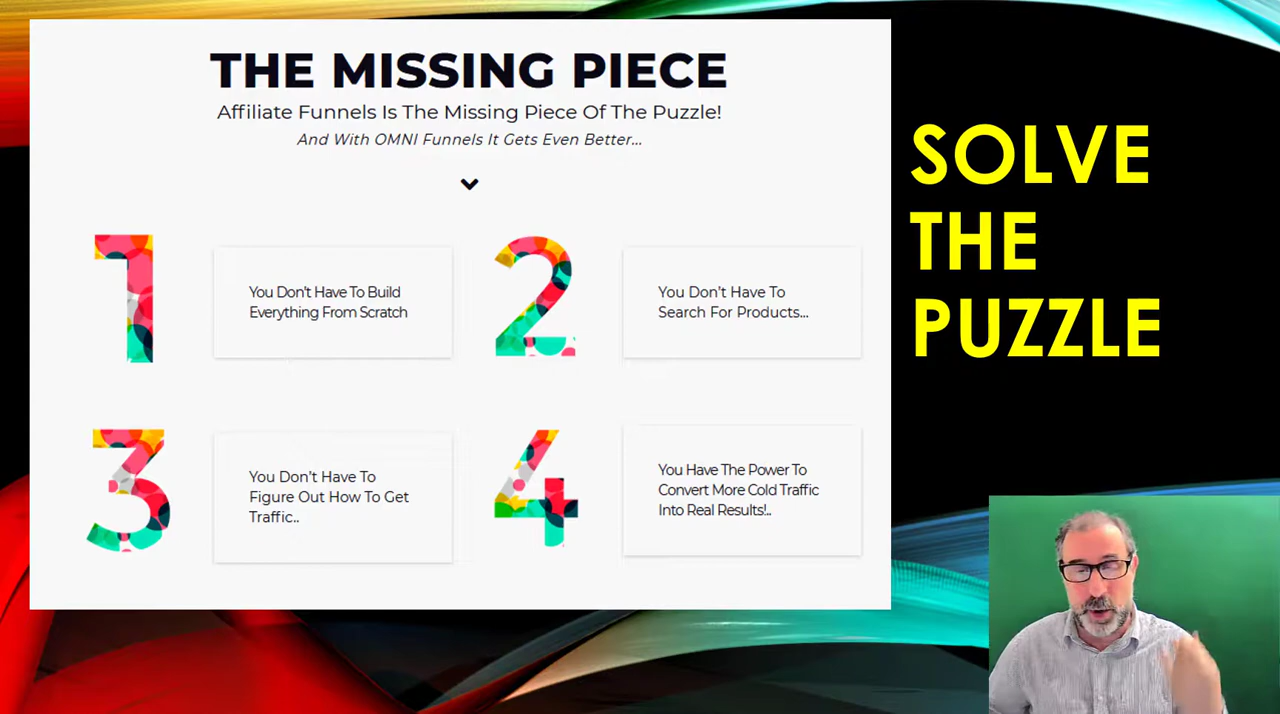 THE MISSING PIECE
Affiliate Funnels Is The Missing Piece Of The Puzzle!
And With OMNI Funnels It Gets Even Better...
1
You Don't Have To Build
Everything From Scratch
2
You Don't Have To
Search For Products...
3
You Don't Have To
Figure Out How To Get
Traffic..
4
You Have The Power To
Convert More Cold Traffic
Into Real Results!..
SOLVE
THE
PUZZLE